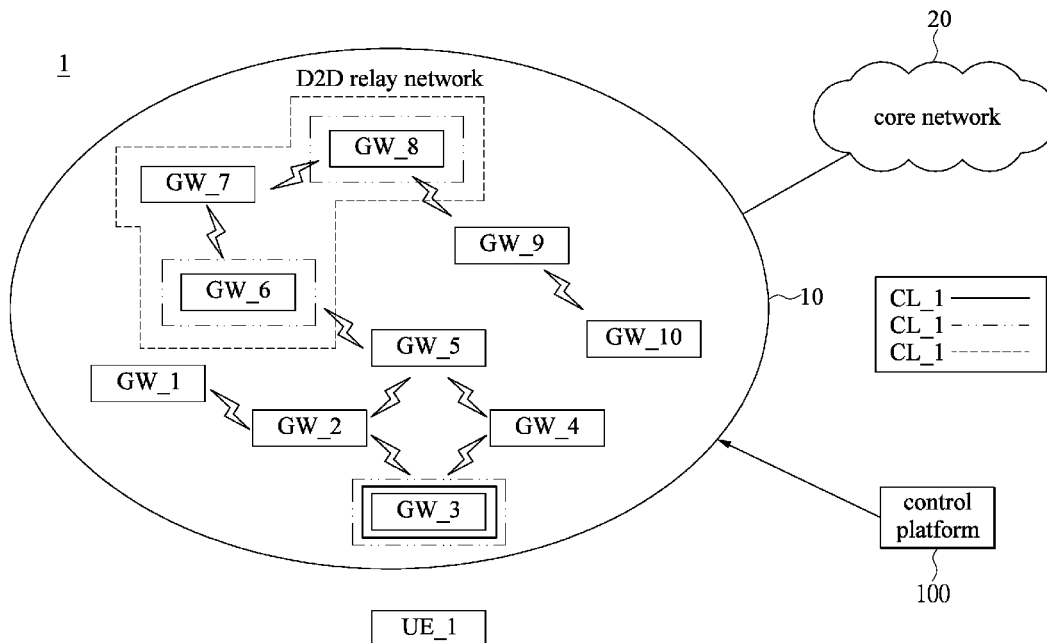 20
1
D2D relay network
core network
GW_8
GW_7
GW_9
GW_6
10
CL_1
CL_1
CL_1
GW_10
GW_5
GW_1
GW_2
GW_4
GW_3
control
platform
100
UE_1